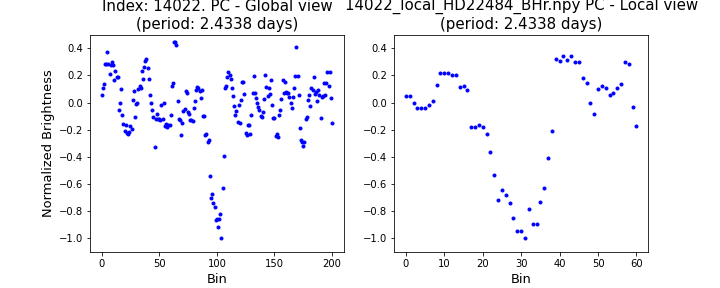 Index: 14022. PC - Global view
(period: 2.4338 days)
14022_local_HD22484_BHr.npy PC - Local view
(period: 2.4338 days)
Normalized Brightness
0.4
0.2
0.0
−0.2
−0.4
−0.6
−0.8
−1.0
0 50 100 150 200
Bin
0.4
0.2
0.0
−0.2
−0.4
−0.6
−0.8
−1.0
0 10 20 30 40 50 60
Bin